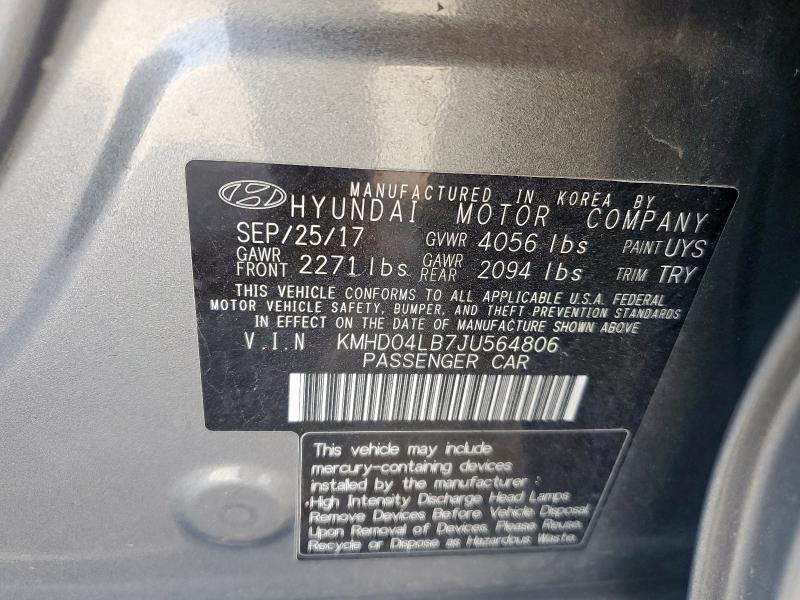 MANUFACTURED IN KOREA BY
HYUNDAI MOTOR COMPANY
SEP/25/17 GVWR 4056 lbs PAINT UYS
GAWR FRONT 2271 lbs GAWR REAR 2094 lbs TRIM TRY
THIS VEHICLE CONFORMS TO ALL APPLICABLE U.S.A. FEDERAL
MOTOR VEHICLE SAFETY, BUMPER, AND THEFT PREVENTION STANDARDS
IN EFFECT ON THE DATE OF MANUFACTURE SHOWN ABOVE
V.I.N KMHD04LB7JU564806
PASSENGER CAR
This vehicle may include
mercury-containing devices
installed by the manufacturer :
•High Intensity Discharge Head Lamps
Remove Devices Before Vehicle Disposal
Upon Removal of Devices, Please Reuse,
Recycle or Dispose as Hazardous Waste.